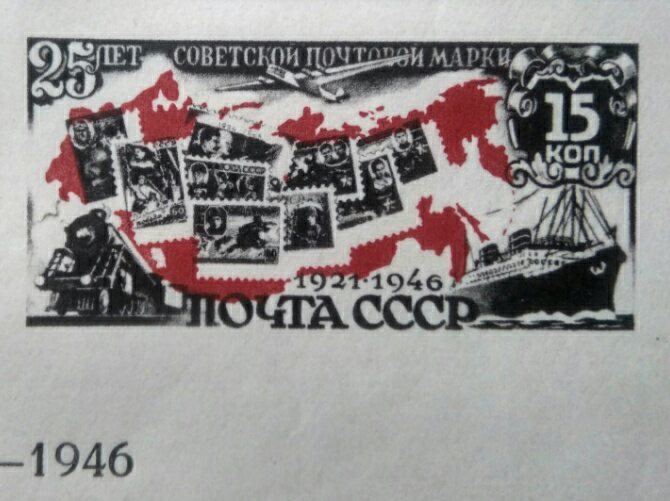 25 ЛЕТ СОВЕТСКОЙ ПОЧТОВОЙ МАРКИ
15
КОП
1921-1946
ПОЧТА СССР
–1946